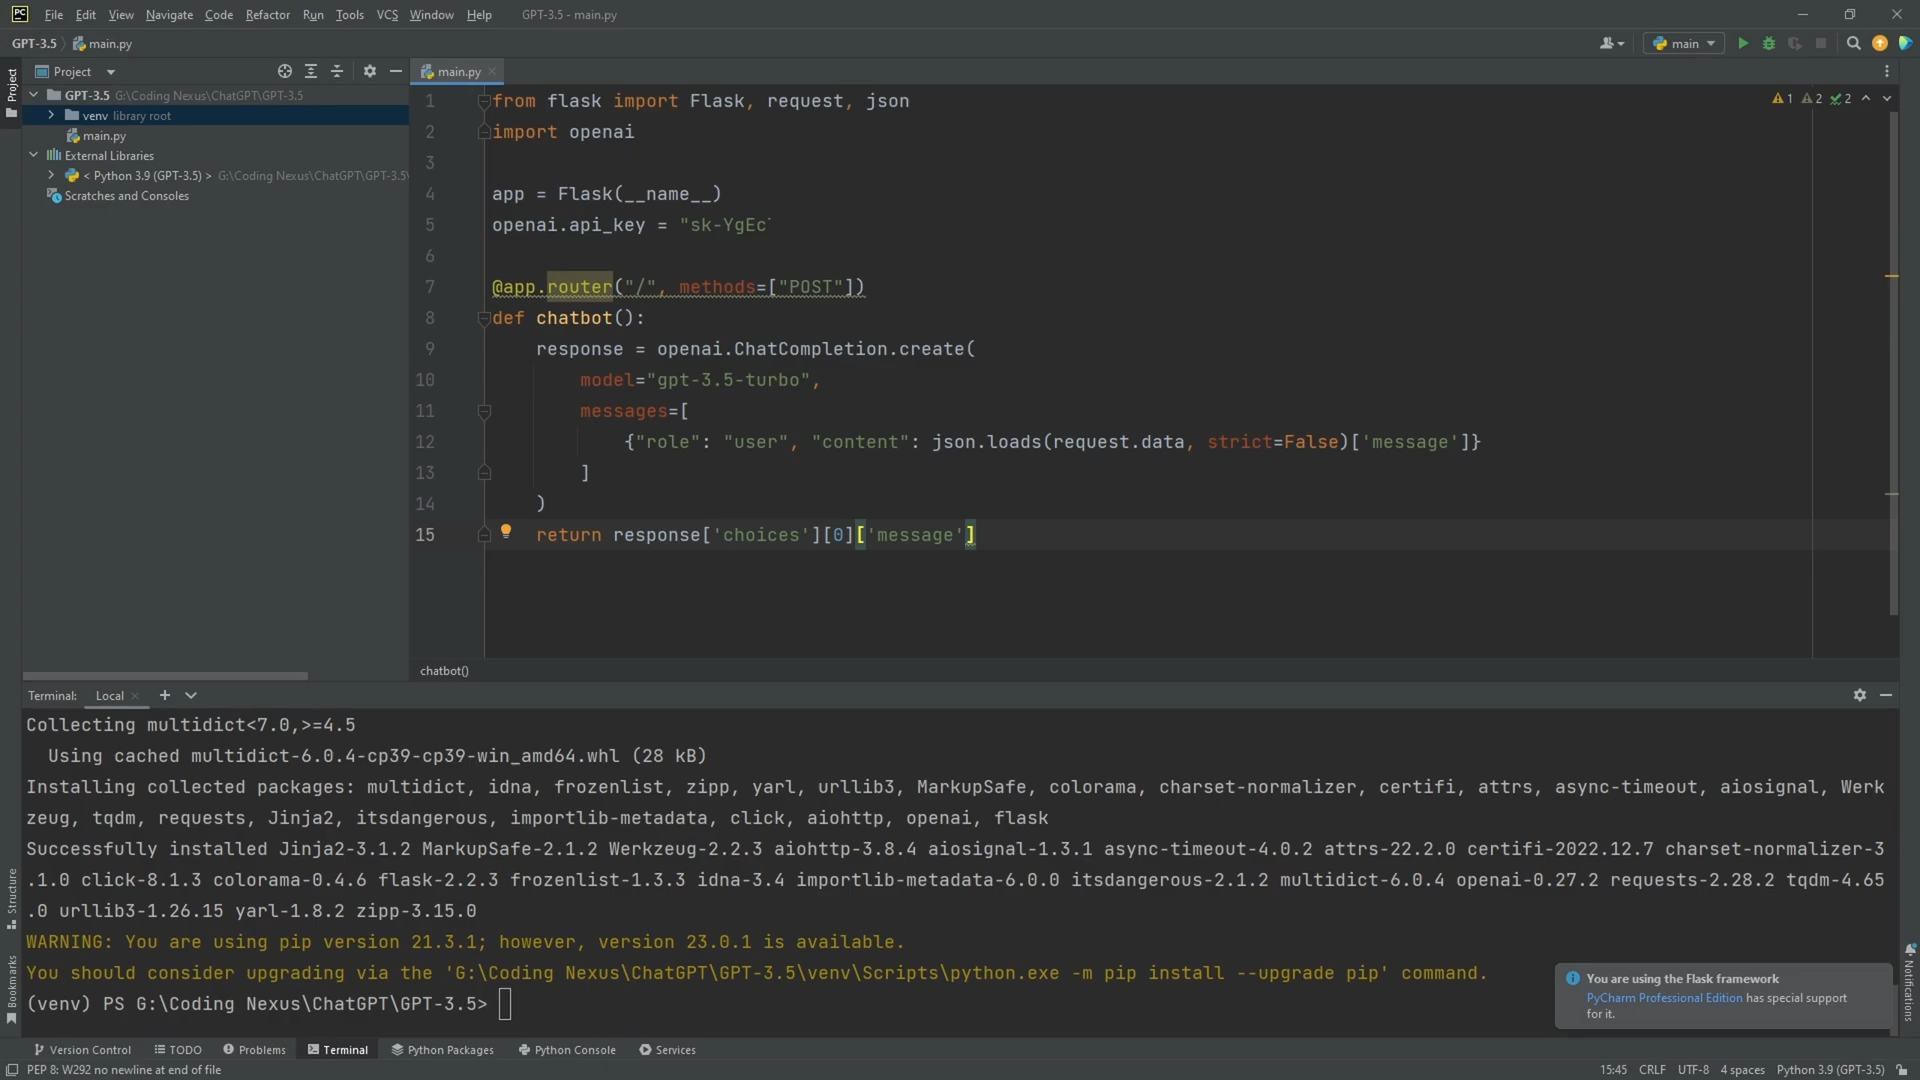 PC File Edit View Navigate Code Refactor Run Tools VCS Window Help GPT-3.5 - main.py
GPT-3.5 main.py main
Project
Project main.py
GPT-3.5 G:\Coding Nexus\ChatGPT\GPT-3.5
venv library root
main.py
External Libraries
< Python 3.9 (GPT-3.5) > G:\Coding Nexus\ChatGPT\GPT-3.5\
Scratches and Consoles
1 2 2
1 from flask import Flask, request, json
2 import openai
3
4 app = Flask(__name__)
5 openai.api_key = "sk-YgEc
6
7 @app.router("/", methods=["POST"])
8 def chatbot():
9 response = openai.ChatCompletion.create(
10 model="gpt-3.5-turbo",
11 messages=[
12 {"role": "user", "content": json.loads(request.data, strict=False)['message']}
13 ]
14 )
15 return response['choices'][0]['message']
chatbot()
Terminal: Local
Collecting multidict<7.0,>=4.5
Using cached multidict-6.0.4-cp39-cp39-win_amd64.whl (28 kB)
Installing collected packages: multidict, idna, frozenlist, zipp, yarl, urllib3, MarkupSafe, colorama, charset-normalizer, certifi, attrs, async-timeout, aiosignal, Werk
zeug, tqdm, requests, Jinja2, itsdangerous, importlib-metadata, click, aiohttp, openai, flask
Successfully installed Jinja2-3.1.2 MarkupSafe-2.1.2 Werkzeug-2.2.3 aiohttp-3.8.4 aiosignal-1.3.1 async-timeout-4.0.2 attrs-22.2.0 certifi-2022.12.7 charset-normalizer-3
.1.0 click-8.1.3 colorama-0.4.6 flask-2.2.3 frozenlist-1.3.3 idna-3.4 importlib-metadata-6.0.0 itsdangerous-2.1.2 multidict-6.0.4 openai-0.27.2 requests-2.28.2 tqdm-4.65
.0 urllib3-1.26.15 yarl-1.8.2 zipp-3.15.0
WARNING: You are using pip version 21.3.1; however, version 23.0.1 is available.
You should consider upgrading via the 'G:\Coding Nexus\ChatGPT\GPT-3.5\venv\Scripts\python.exe -m pip install --upgrade pip' command.
(venv) PS G:\Coding Nexus\ChatGPT\GPT-3.5>
Structure
Bookmarks
Notifications
You are using the Flask framework
PyCharm Professional Edition has special support
for it.
Version Control TODO Problems Terminal Python Packages Python Console Services
PEP 8: W292 no newline at end of file 15:45 CRLF UTF-8 4 spaces Python 3.9 (GPT-3.5)